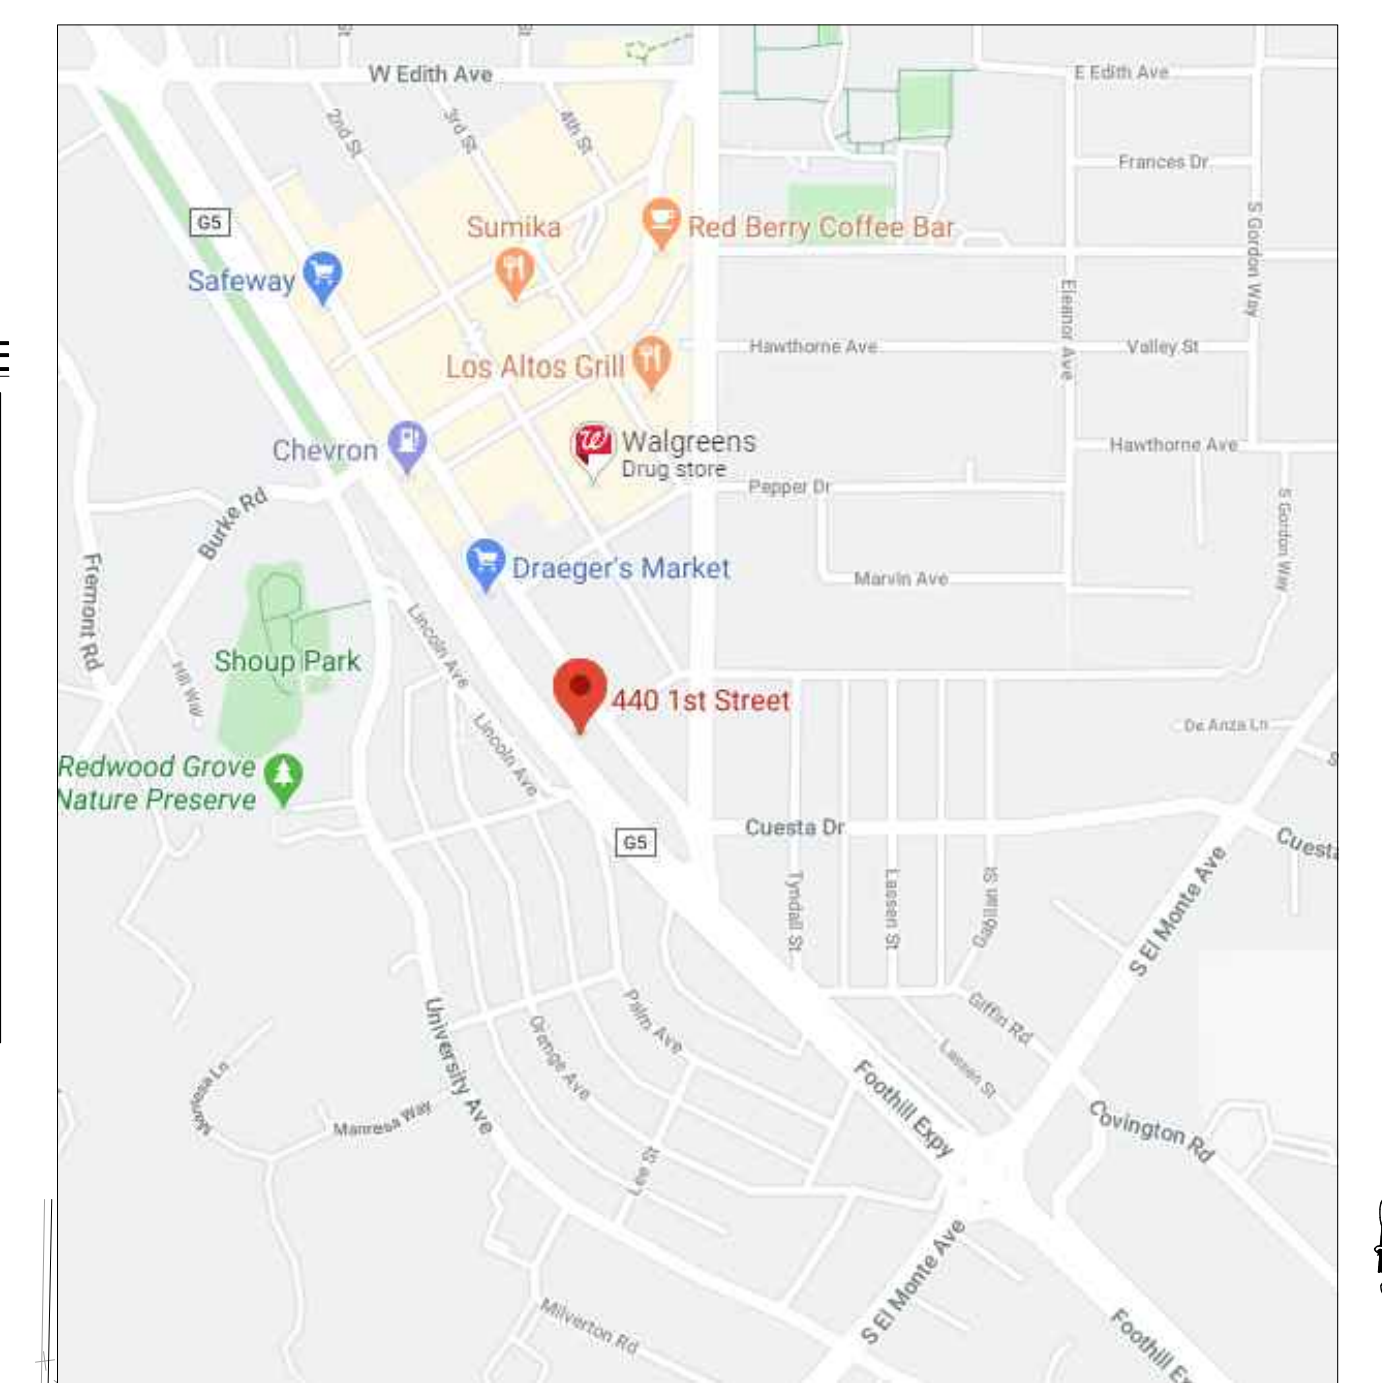 St
St
W Edith Ave
E Edith Ave
2nd St
3rd St
4th St
Frances Dr
G5
Sumika
Red Berry Coffee Bar
S Gordon Way
Safeway
Eleanor Ave
Hawthorne Ave
Valley St
Los Altos Grill
Chevron
Walgreens
Drug store
Hawthorne Ave
Pepper Dr
Burke Rd
S Gordon Way
Fremont Rd
Draeger's Market
Marvin Ave
Lincoln Ave
Shoup Park
Hill Way
440 1st Street
De Anza Ln
Lincoln Ave
Redwood Grove
Nature Preserve
S
Cuesta Dr
G5
Cuesta
Tyndall St
Lassen St
Gabilan St
S El Monte Ave
University Ave
Palm Ave
Orange Ave
Giffin Rd
Lassen St
Manresa Ln
Manresa Way
Foothill Expy
Covington Rd
Lee St
S El Monte Ave
Milverton Rd
Foothill Ex